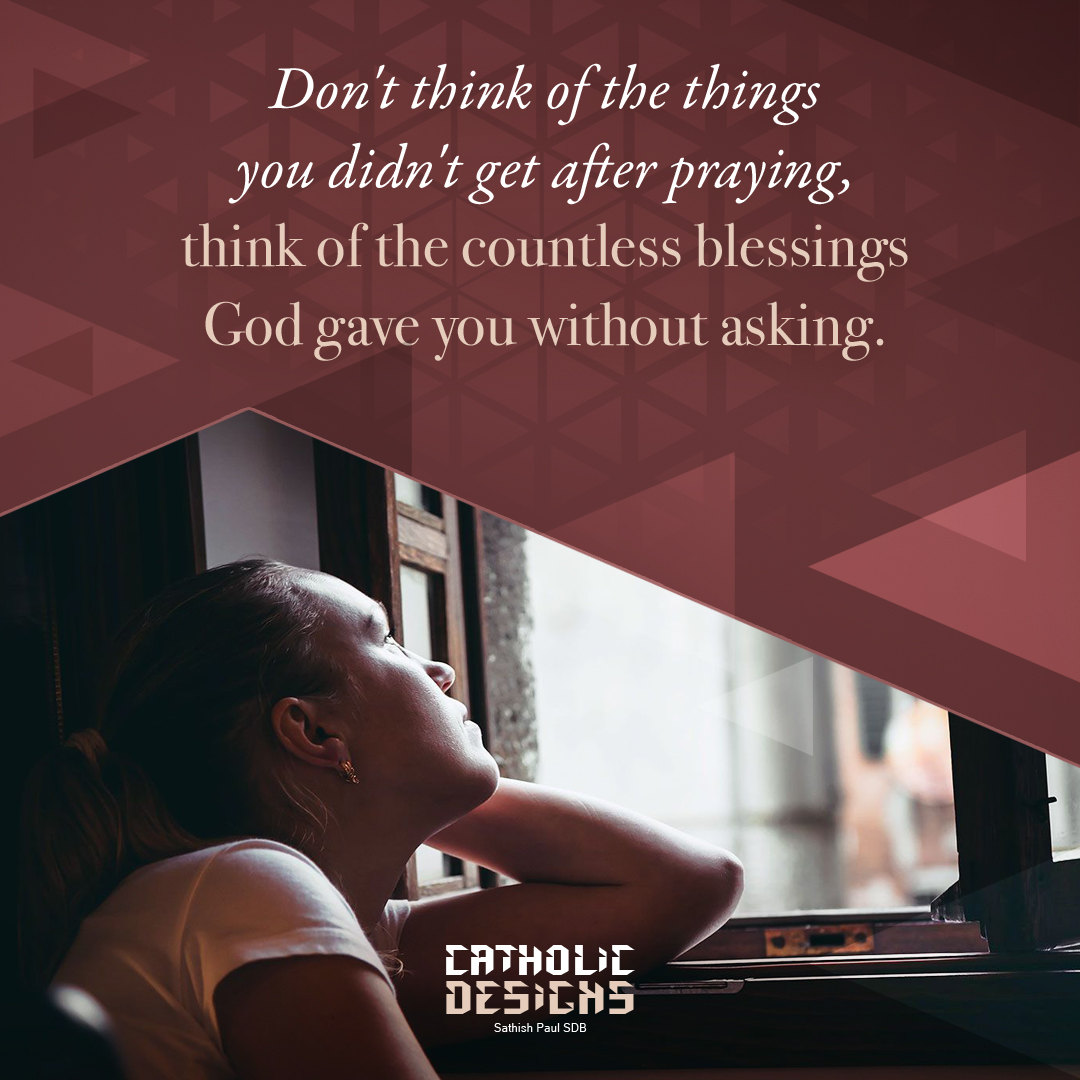 Don't think of the things
you didn't get after praying,
think of the countless blessings
God gave you without asking.
CATHOLIC
DESIGNS
Sathish Paul SDB